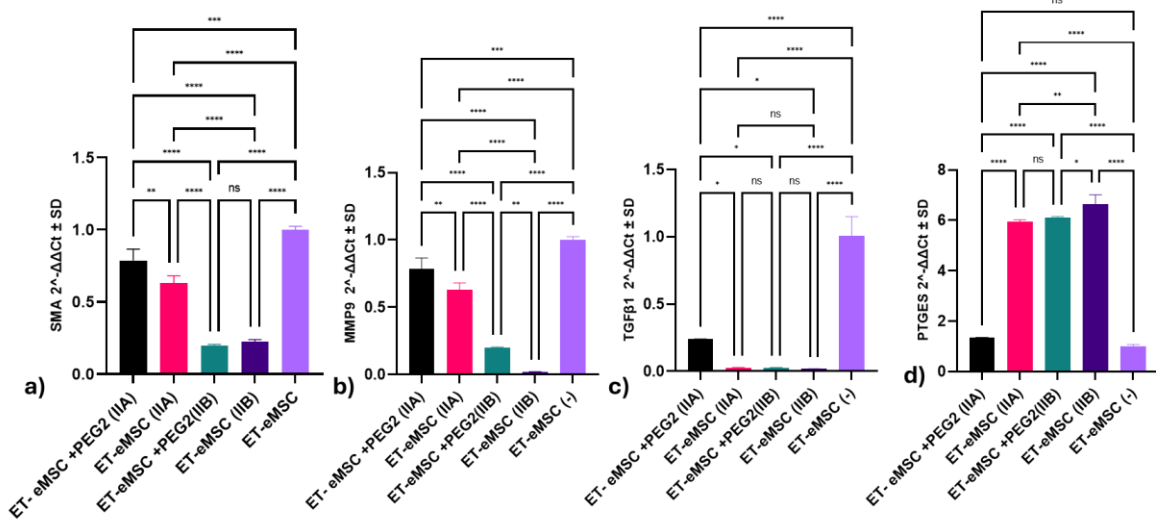 ***
****
****
****
**** ****
** **** ns ****
SMA 2^-ΔΔCt ± SD
1.5
1.0
0.5
0.0
a)
ET- eMSC +PEG2 (IIA)
ET-eMSC (IIA)
ET-eMSC +PEG2(IIB)
ET-eMSC (IIB)
ET-eMSC
***
****
****
****
**** ****
** **** ** ****
MMP9 2^-ΔΔCt ± SD
1.5
1.0
0.5
0.0
b)
ET- eMSC +PEG2 (IIA)
ET-eMSC (IIA)
ET-eMSC +PEG2(IIB)
ET-eMSC (IIB)
ET-eMSC (-)
****
****
*
ns
* ****
* ns ns ****
TGFβ1 2^-ΔΔCt ± SD
1.5
1.0
0.5
0.0
c)
ET- eMSC +PEG2 (IIA)
ET-eMSC (IIA)
ET-eMSC +PEG2(IIB)
ET-eMSC (IIB)
ET-eMSC (-)
ns
****
****
**
**** ****
**** ns * ****
PTGES 2^-ΔΔCt ± SD
8
6
4
2
0
d)
ET- eMSC +PEG2 (IIA)
ET-eMSC (IIA)
ET-eMSC +PEG2(IIB)
ET-eMSC (IIB)
ET-eMSC (-)